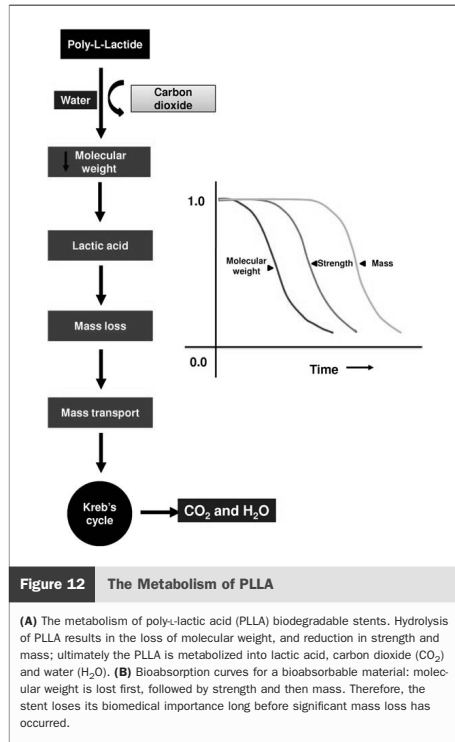 Poly-L-Lactide
Water
Carbon
dioxide
Molecular
weight
Lactic acid
Mass loss
Mass transport
Kreb's
cycle
CO₂ and H₂O
1.0
Molecular
weight
Strength
Mass
0.0
Time
Figure 12 The Metabolism of PLLA
(A) The metabolism of poly-L-lactic acid (PLLA) biodegradable stents. Hydrolysis
of PLLA results in the loss of molecular weight, and reduction in strength and
mass; ultimately the PLLA is metabolized into lactic acid, carbon dioxide (CO₂)
and water (H₂O). (B) Bioabsorption curves for a bioabsorbable material: molec-
ular weight is lost first, followed by strength and then mass. Therefore, the
stent loses its biomedical importance long before significant mass loss has
occurred.